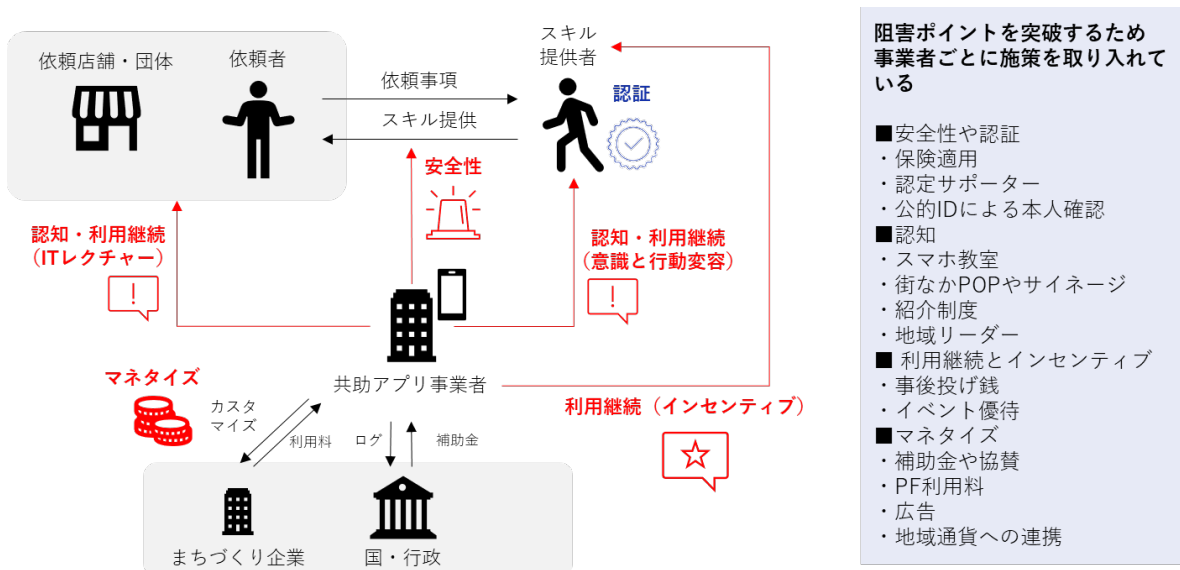 依頼店舗・団体
依頼者
スキル
提供者
依頼事項
スキル提供
認証
安全性
認知・利用継続
（ITレクチャー）
!
認知・利用継続
（意識と行動変容）
!
共助アプリ事業者
マネタイズ
カスタ
マイズ
利用料
ログ
補助金
利用継続（インセンティブ）
まちづくり企業
国・行政
阻害ポイントを突破するため
事業者ごとに施策を取り入れて
いる
■安全性や認証
・保険適用
・認定サポーター
・公的IDによる本人確認
■認知
・スマホ教室
・街なかPOPやサイネージ
・紹介制度
・地域リーダー
■ 利用継続とインセンティブ
・事後投げ銭
・イベント優待
■マネタイズ
・補助金や協賛
・PF利用料
・広告
・地域通貨への連携